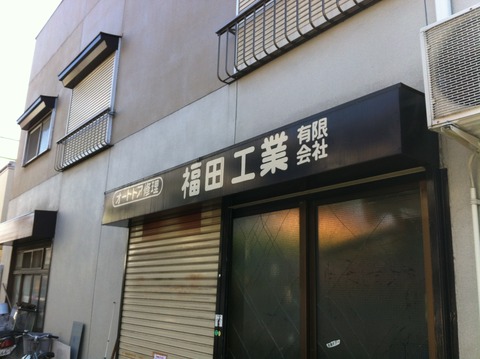 オートドア修理
福田工業
有限
会社